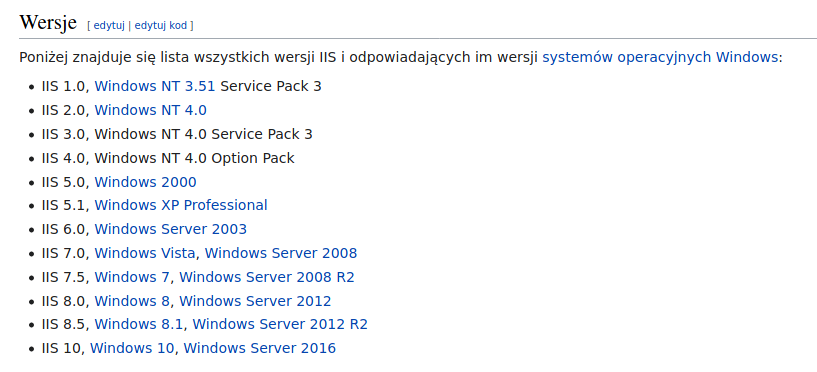 Wersje [ edytuj | edytuj kod ]
Poniżej znajduje się lista wszystkich wersji IIS i odpowiadających im wersji systemów operacyjnych Windows:
• IIS 1.0, Windows NT 3.51 Service Pack 3
• IIS 2.0, Windows NT 4.0
• IIS 3.0, Windows NT 4.0 Service Pack 3
• IIS 4.0, Windows NT 4.0 Option Pack
• IIS 5.0, Windows 2000
• IIS 5.1, Windows XP Professional
• IIS 6.0, Windows Server 2003
• IIS 7.0, Windows Vista, Windows Server 2008
• IIS 7.5, Windows 7, Windows Server 2008 R2
• IIS 8.0, Windows 8, Windows Server 2012
• IIS 8.5, Windows 8.1, Windows Server 2012 R2
• IIS 10, Windows 10, Windows Server 2016